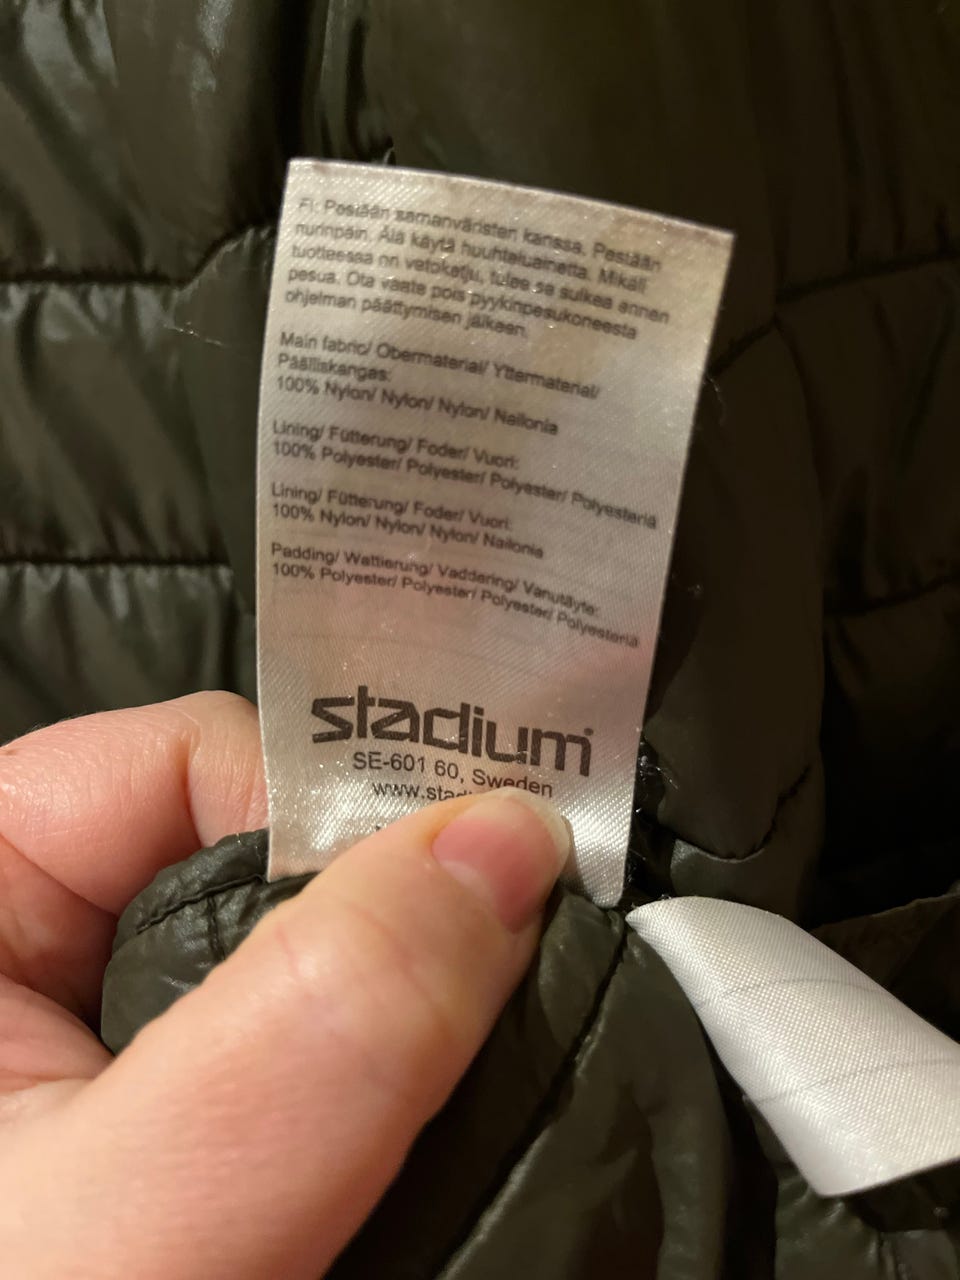 FI: Pestään samanväristen kanssa. Pestään
nurinpäin. Älä käytä huuhteluainetta. Mikäli
tuotteessa on vetoketju, tulee se sulkea ennen
pesua. Ota vaate pois pyykinpesukoneesta
ohjelman päättymisen jälkeen.
Main fabric/ Obermaterial/ Yttermaterial/
Päälliskangas:
100% Nylon/ Nylon/ Nylon/ Nailonia
Lining/ Fütterung/ Foder/ Vuori:
100% Polyester/ Polyester/ Polyester/ Polyesteriä
Lining/ Fütterung/ Foder/ Vuori:
100% Nylon/ Nylon/ Nylon/ Nailonia
Padding/ Wattierung/ Vaddering/ Vanutäyte:
100% Polyester/ Polyester/ Polyester/ Polyesteriä
stadium
SE-601 60, Sweden